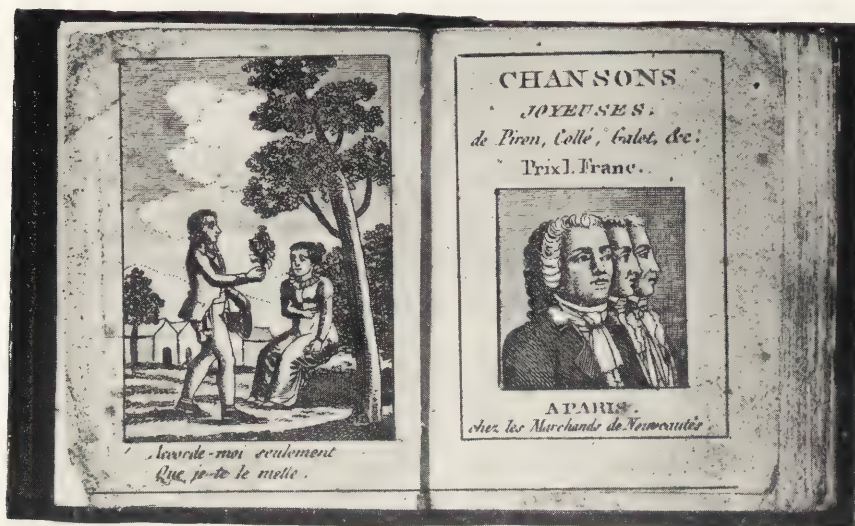 Accorde-moi seulement
Que je te le mette.
CHANSONS
JOYEUSES.
de Piron, Collé, Galet, &c.
Prix 1. Franc.
A PARIS.
chez les Marchands de Nouveautés